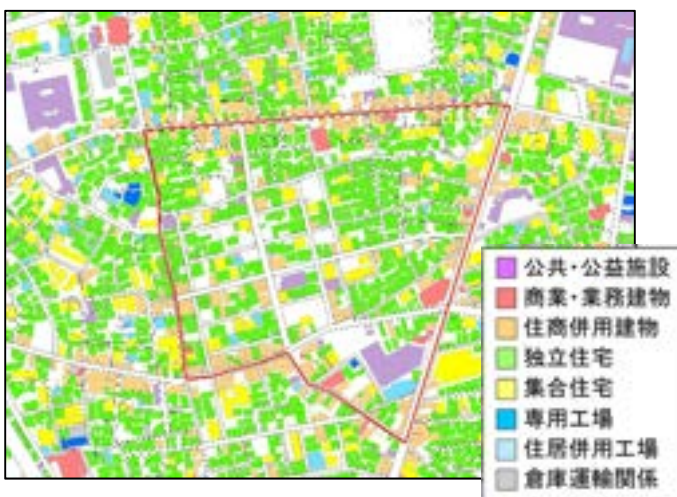 公共・公益施設
商業・業務建物
住商併用建物
独立住宅
集合住宅
専用工場
住居併用工場
倉庫運輸関係